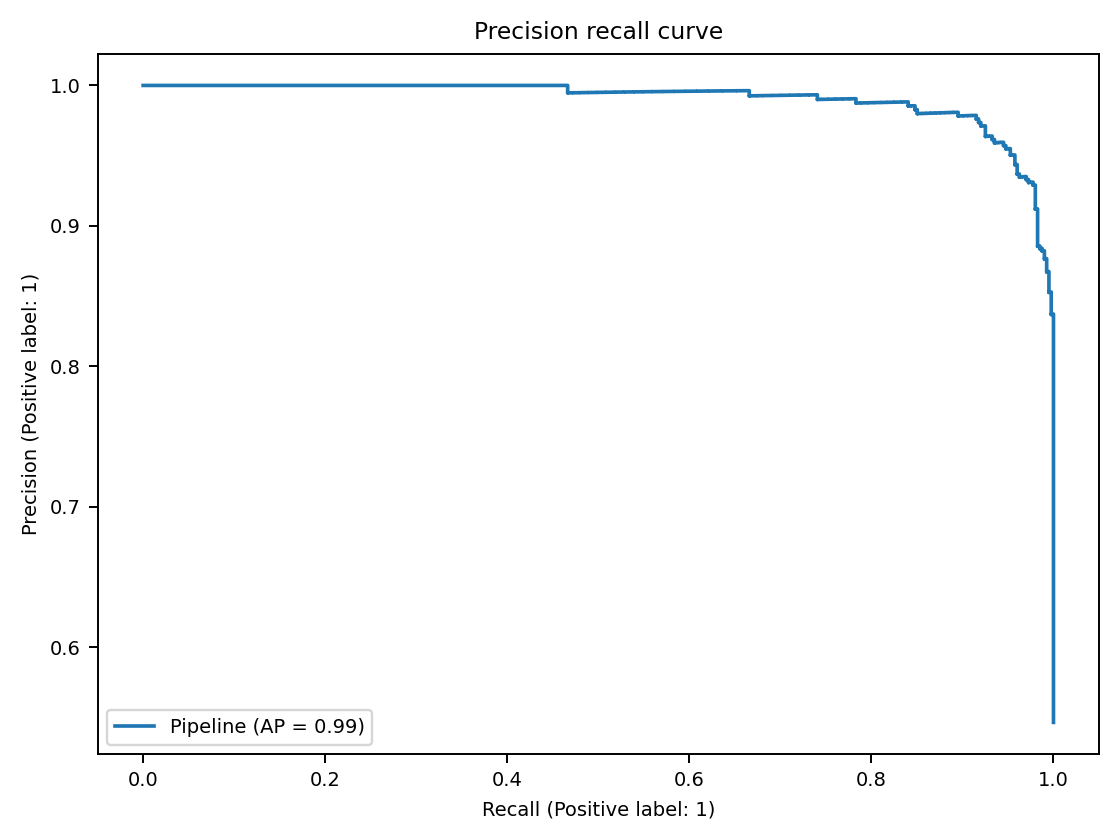 Precision recall curve
Precision (Positive label: 1)
1.0
0.9
0.8
0.7
0.6
Pipeline (AP = 0.99)
0.0
0.2
0.4
0.6
0.8
1.0
Recall (Positive label: 1)